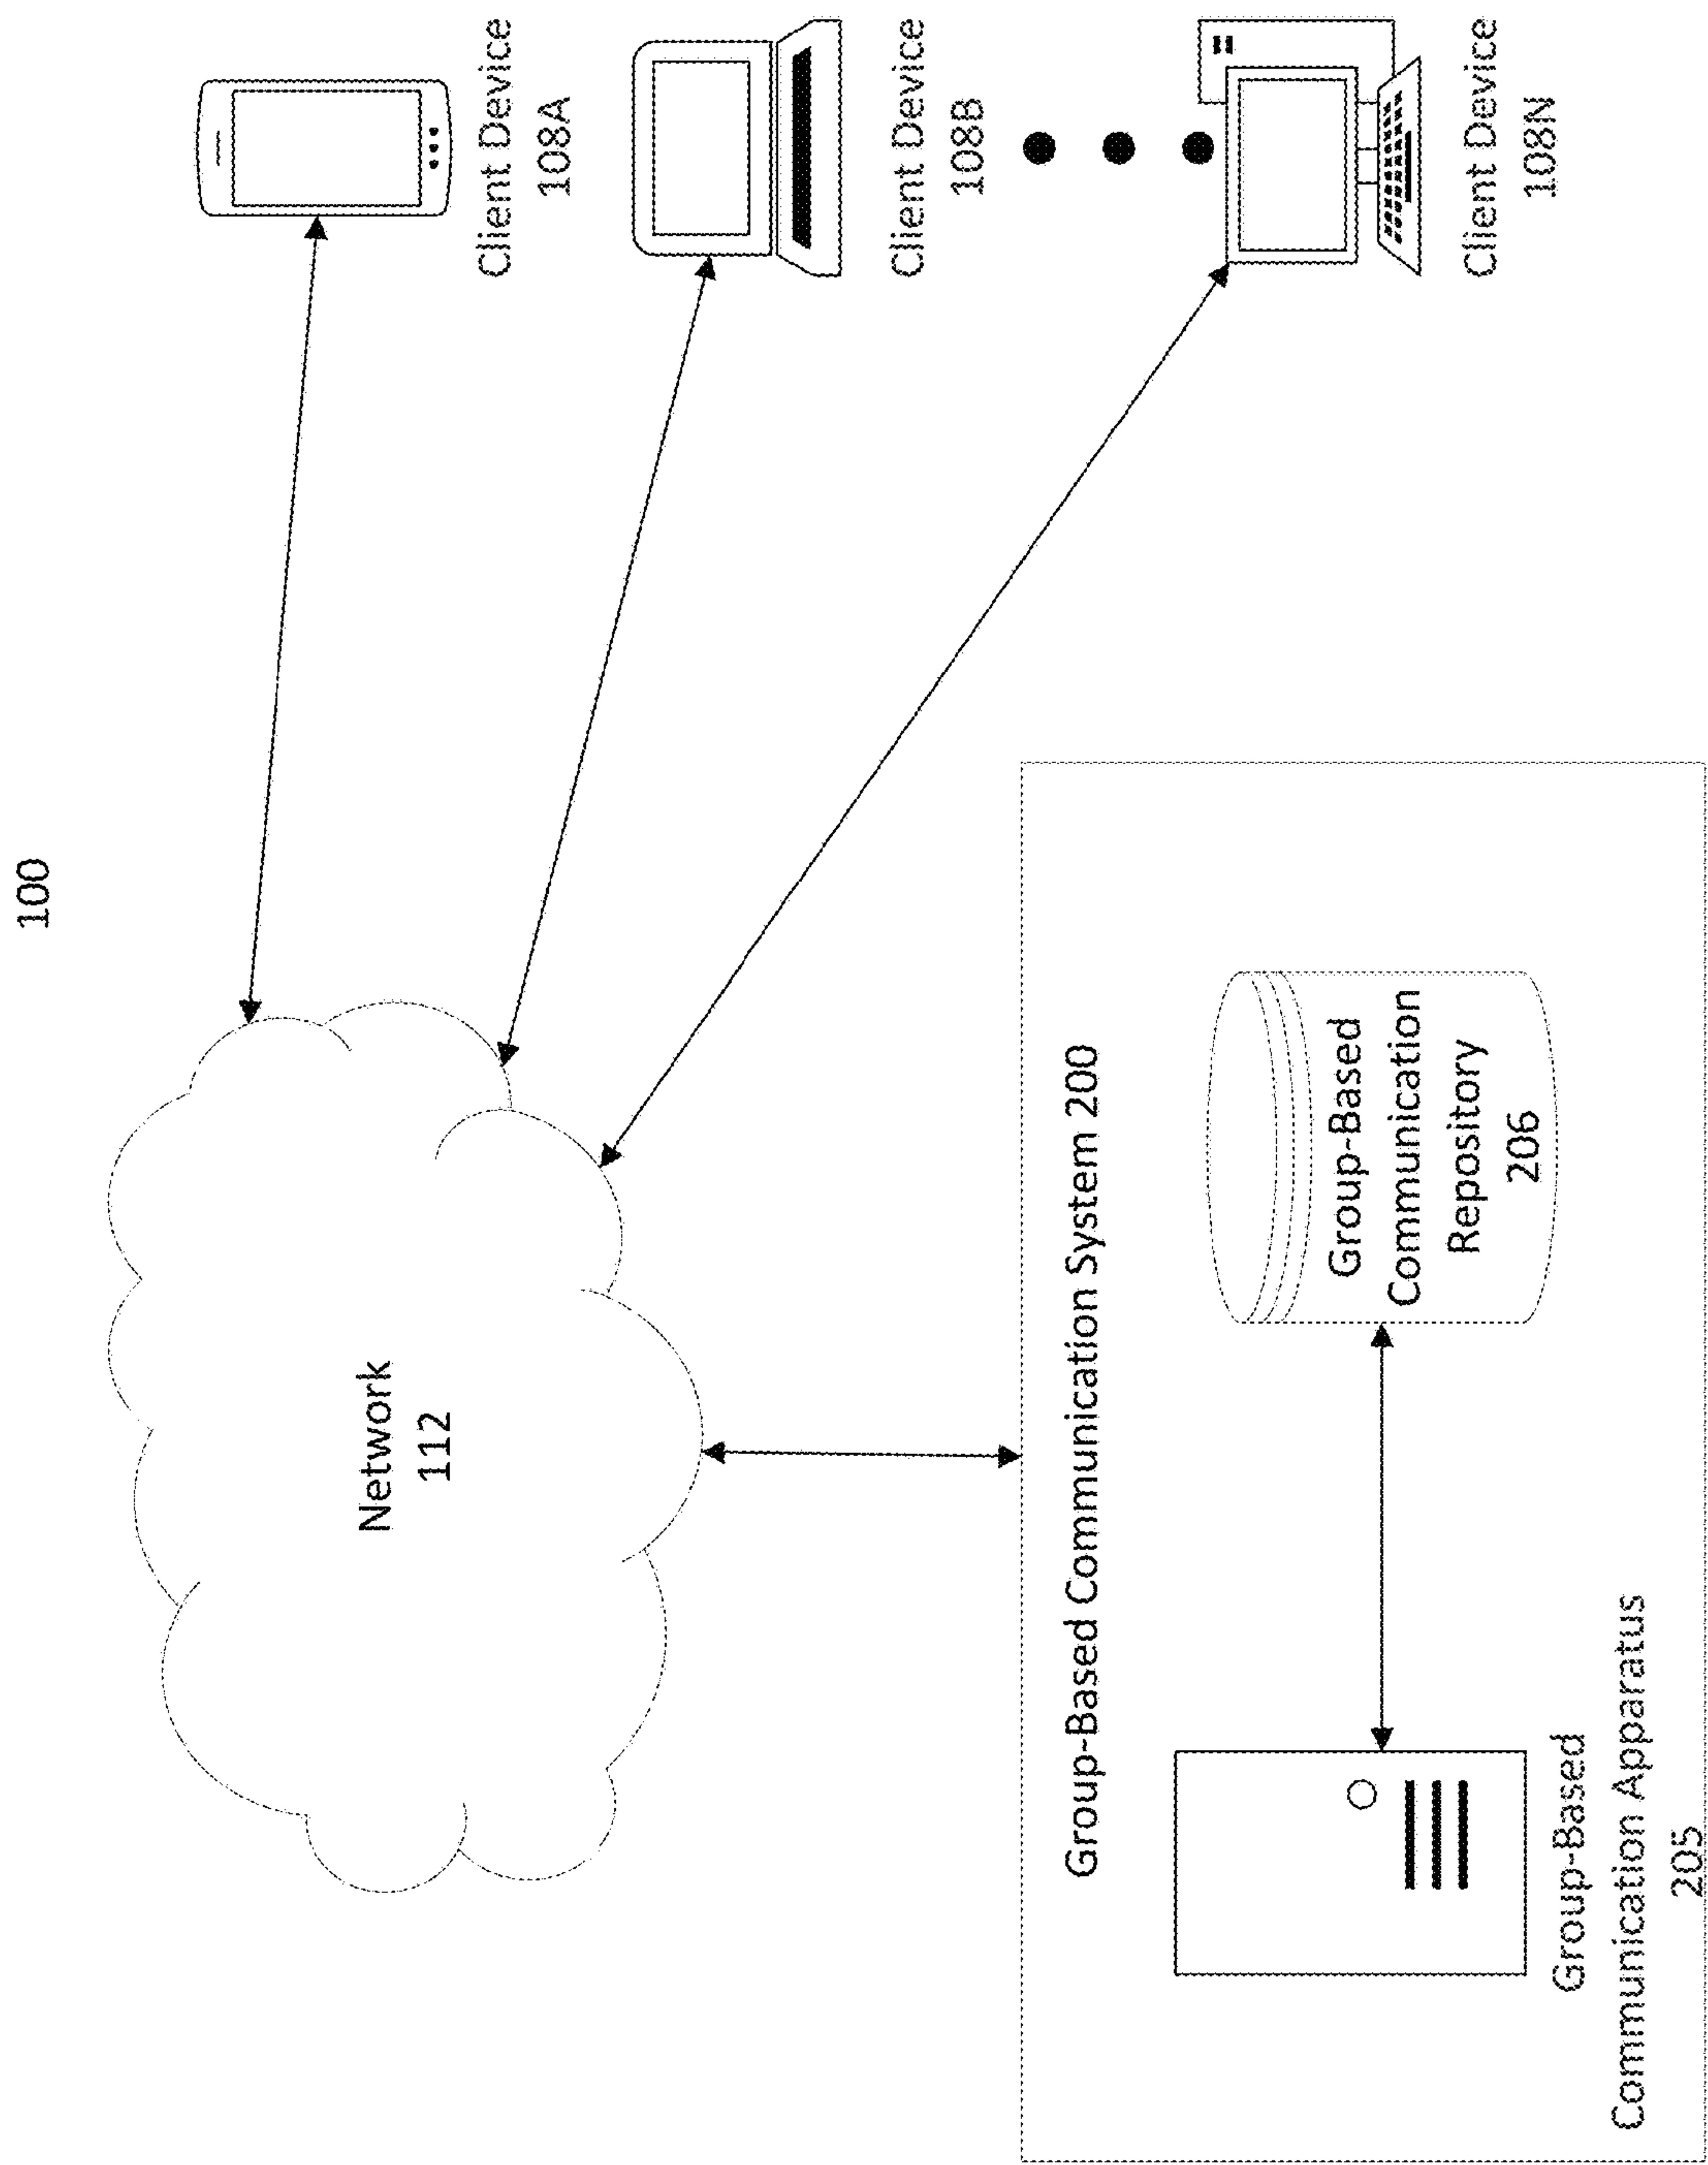 100
Network
112
Client Device
108A
Client Device
108B
Client Device
108N
Group-Based Communication System 200
Group-Based
Communication
Repository
206
Group-Based
Communication Apparatus
205